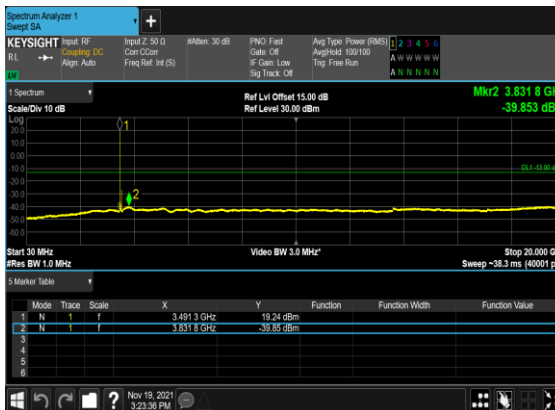 Spectrum Analyzer 1
Swept SA
KEYSIGHT Input: RF Input Z: 50 Ω #Atten: 30 dB PNO: Fast Avg Type: Power (RMS) 1 2 3 4 5 6
RL Coupling: DC Corr CCorr Gate: Off Avg|Hold: 100/100 A W W W W W
Align: Auto Freq Ref: Int (S) IF Gain: Low Trig: Free Run
Sig Track: Off A N N N N N
1 Spectrum Ref Lvl Offset 15.00 dB Mkr2 3.831 8 GH
Scale/Div 10 dB Ref Level 30.00 dBm -39.853 dB
Log
20.0
10.0
0.00
-10.0
-20.0
-30.0
-40.0
-50.0
-60.0
1
2
DL1 -13.00 d
Start 30 MHz Video BW 3.0 MHz* Stop 20.000 G
#Res BW 1.0 MHz Sweep ~38.3 ms (40001 p
5 Marker Table
Mode Trace Scale X Y Function Function Width Function Value
1 N 1 f 3.491 3 GHz 19.24 dBm
2 N 1 f 3.831 8 GHz -39.85 dBm
3
4
5
6
? Nov 19, 2021
3:23:36 PM